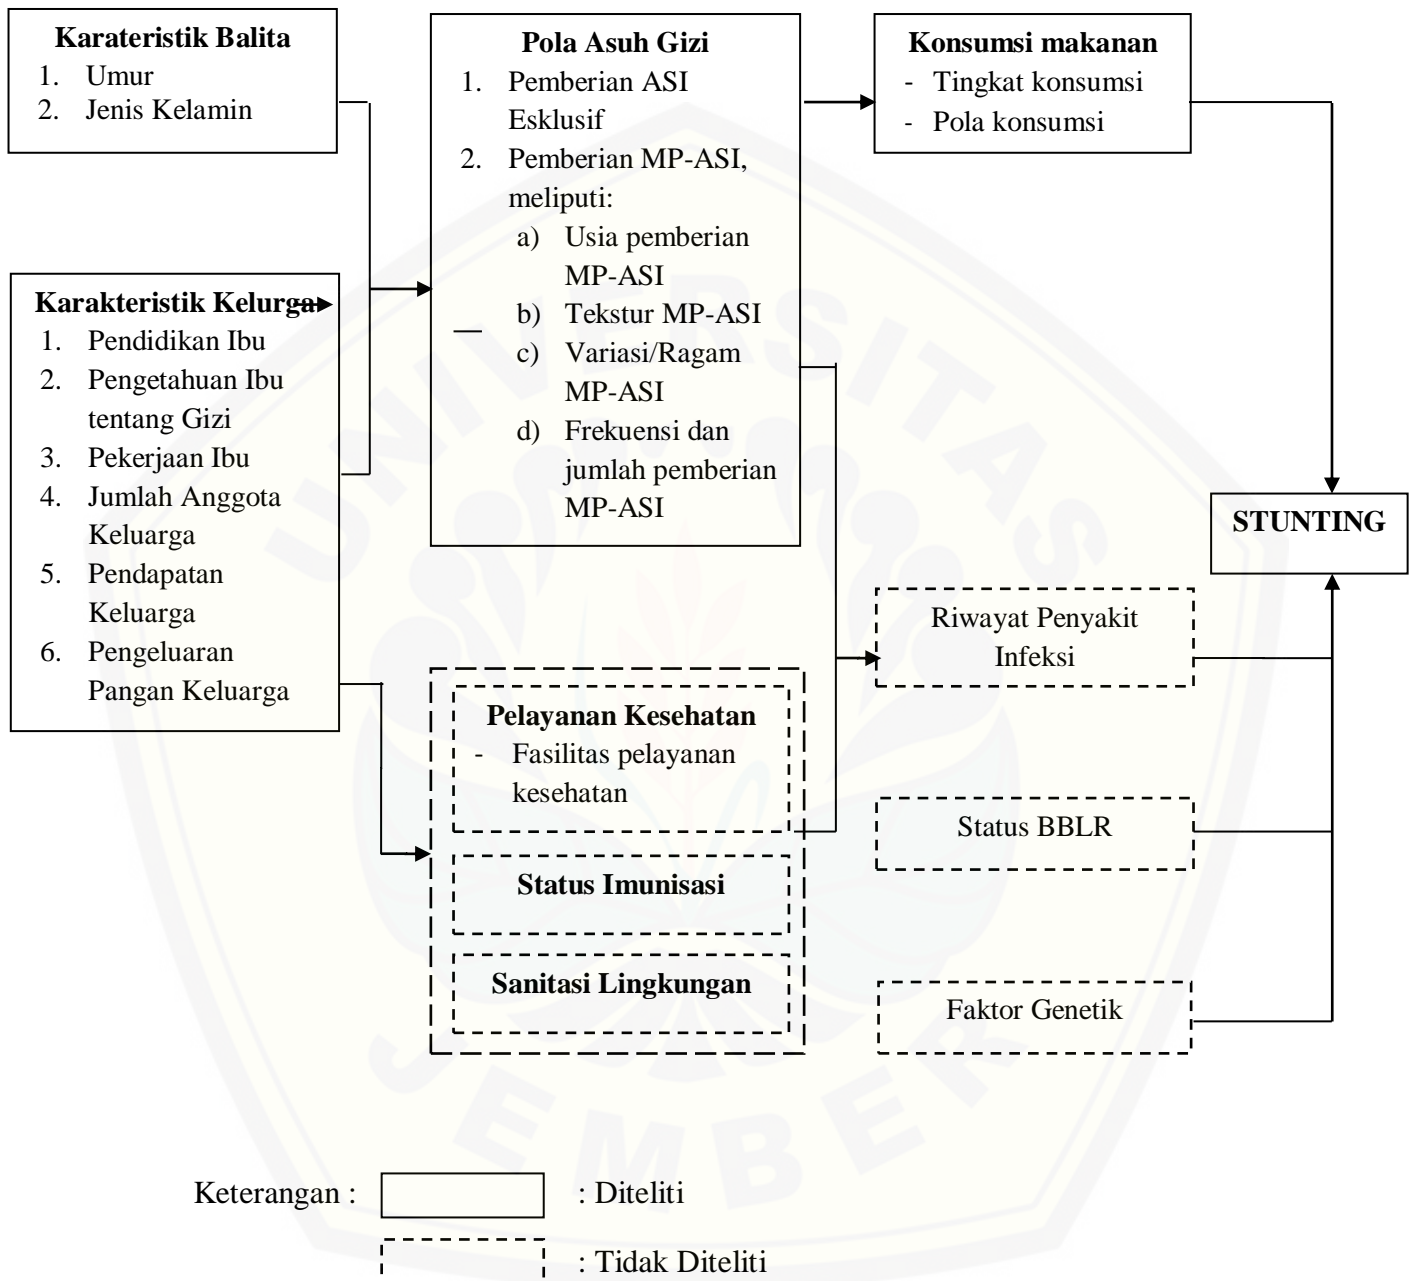 Karateristik Balita
1. Umur
2. Jenis Kelamin
Karakteristik Kelurga
1. Pendidikan Ibu
2. Pengetahuan Ibu
tentang Gizi
3. Pekerjaan Ibu
4. Jumlah Anggota
Keluarga
5. Pendapatan
Keluarga
6. Pengeluaran
Pangan Keluarga
Pola Asuh Gizi
1. Pemberian ASI
Esklusif
2. Pemberian MP-ASI,
meliputi:
a) Usia pemberian
MP-ASI
b) Tekstur MP-ASI
c) Variasi/Ragam
MP-ASI
d) Frekuensi dan
jumlah pemberian
MP-ASI
Pelayanan Kesehatan
- Fasilitas pelayanan
kesehatan
Status Imunisasi
Sanitasi Lingkungan
Konsumsi makanan
- Tingkat konsumsi
- Pola konsumsi
Riwayat Penyakit
Infeksi
Status BBLR
Faktor Genetik
STUNTING
Keterangan : : Diteliti
: Tidak Diteliti
UNIVERSITAS
JEMBER